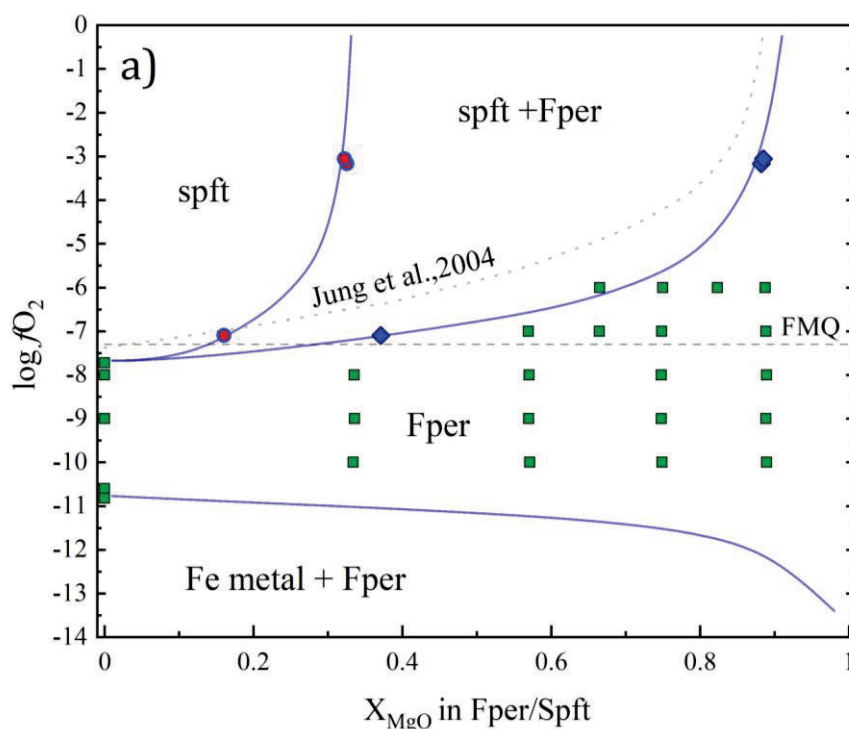 a)
spft +Fper
spft
Jung et al.,2004
FMQ
Fper
Fe metal + Fper
log fO2
0
-1
-2
-3
-4
-5
-6
-7
-8
-9
-10
-11
-12
-13
-14
0
0.2
0.4
0.6
0.8
1
XMgO in Fper/Spft